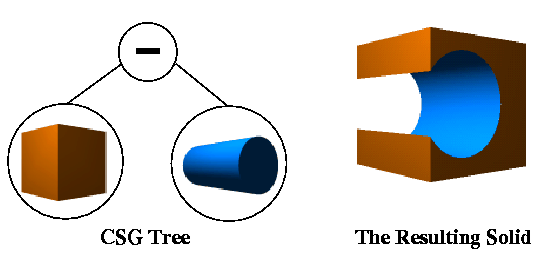 −
CSG Tree
The Resulting Solid